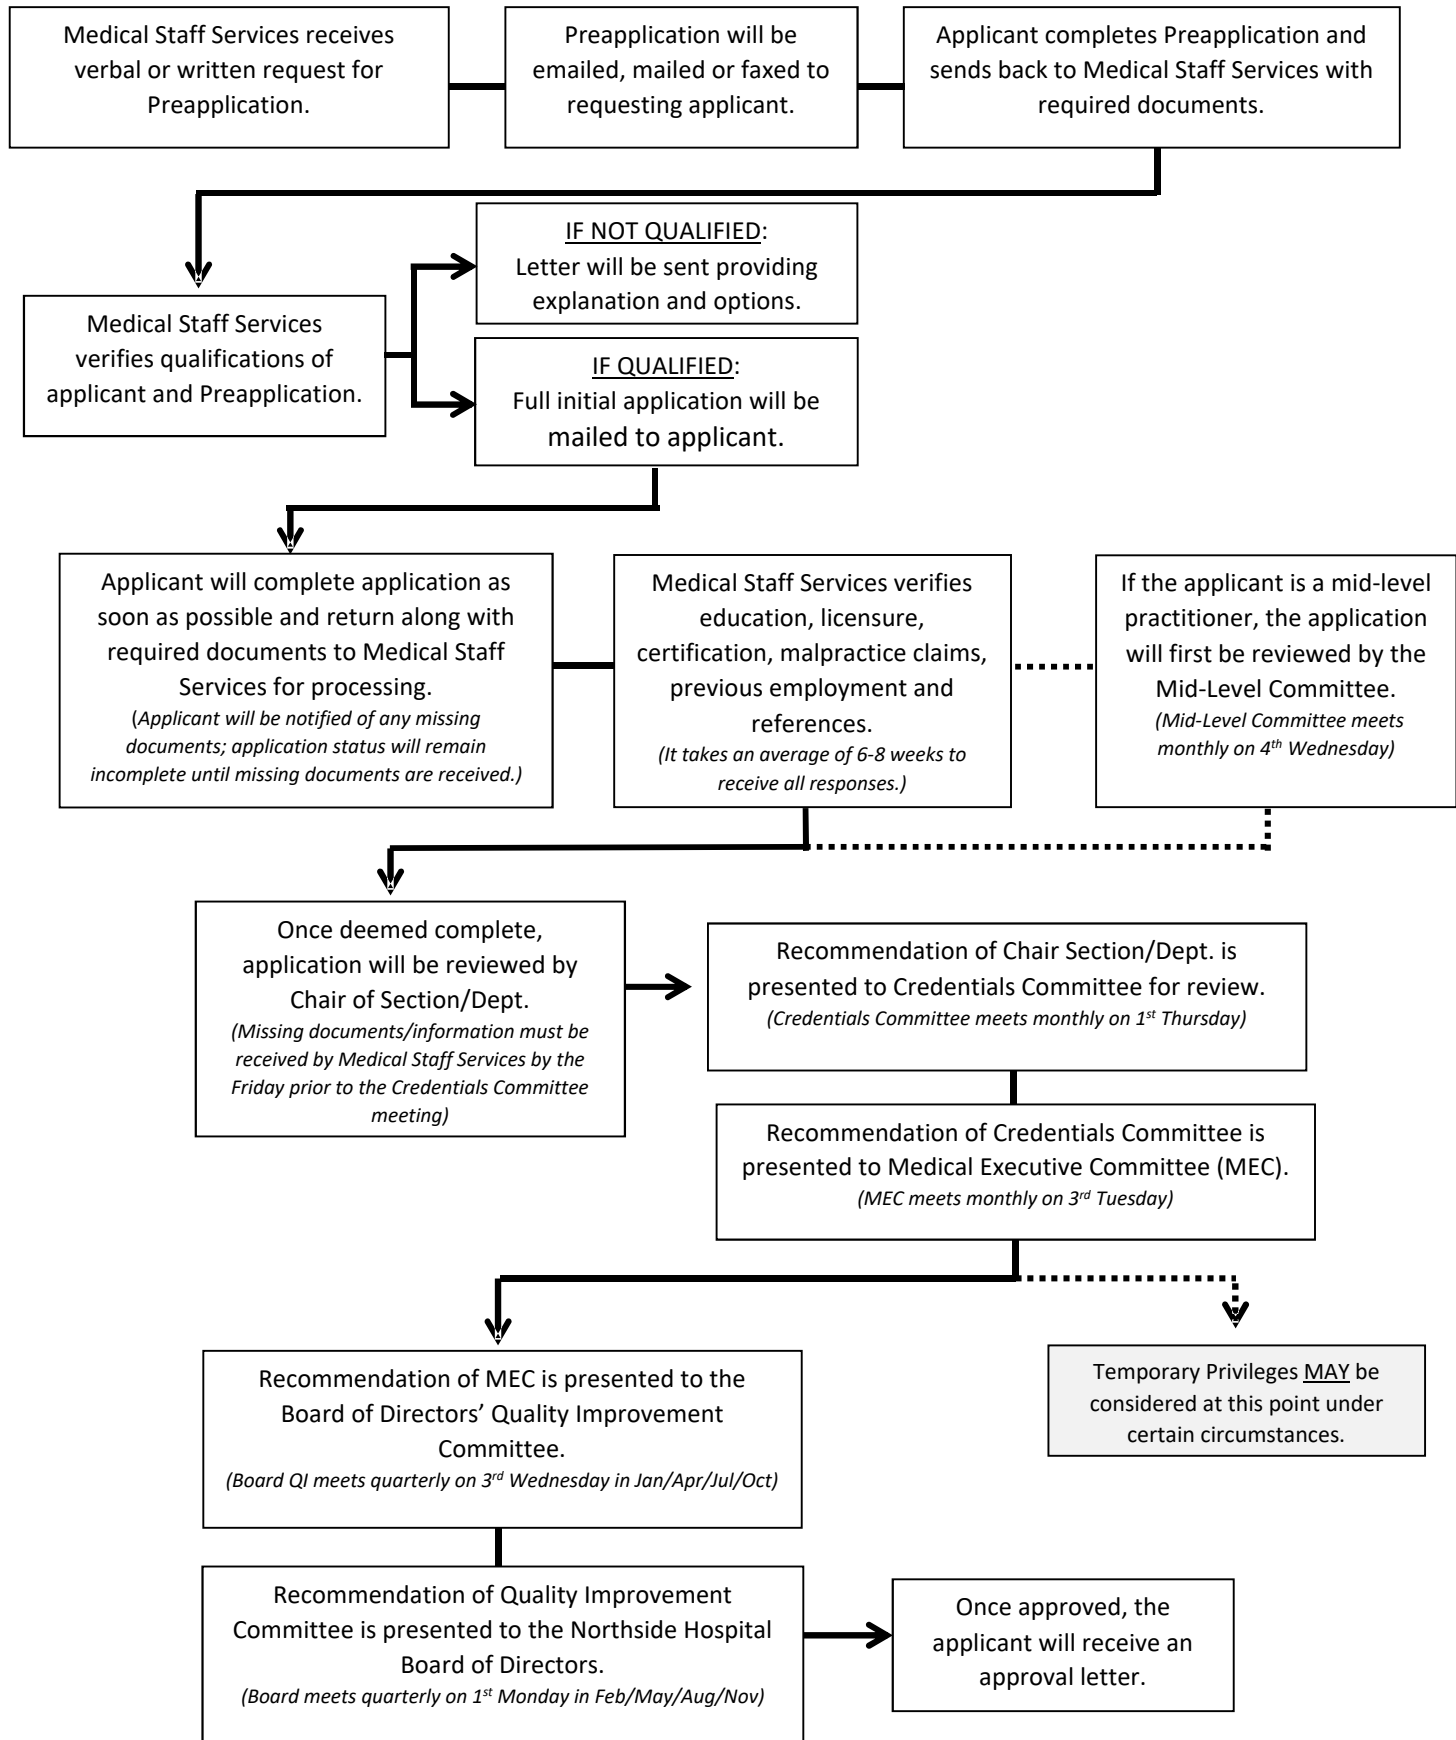 Medical Staff Services receives
verbal or written request for
Preapplication.
Preapplication will be
emailed, mailed or faxed to
requesting applicant.
Applicant completes Preapplication and
sends back to Medical Staff Services with
required documents.
IF NOT QUALIFIED:
Letter will be sent providing
explanation and options.
Medical Staff Services
verifies qualifications of
applicant and Preapplication.
IF QUALIFIED:
Full initial application will be
mailed to applicant.
Applicant will complete application as
soon as possible and return along with
required documents to Medical Staff
Services for processing.
(Applicant will be notified of any missing
documents; application status will remain
incomplete until missing documents are received.)
Medical Staff Services verifies
education, licensure,
certification, malpractice claims,
previous employment and
references.
(It takes an average of 6-8 weeks to
receive all responses.)
If the applicant is a mid-level
practitioner, the application
will first be reviewed by the
Mid-Level Committee.
(Mid-Level Committee meets
monthly on 4th Wednesday)
Once deemed complete,
application will be reviewed by
Chair of Section/Dept.
(Missing documents/information must be
received by Medical Staff Services by the
Friday prior to the Credentials Committee
meeting)
Recommendation of Chair Section/Dept. is
presented to Credentials Committee for review.
(Credentials Committee meets monthly on 1st Thursday)
Recommendation of Credentials Committee is
presented to Medical Executive Committee (MEC).
(MEC meets monthly on 3rd Tuesday)
Recommendation of MEC is presented to the
Board of Directors’ Quality Improvement
Committee.
(Board QI meets quarterly on 3rd Wednesday in Jan/Apr/Jul/Oct)
Temporary Privileges MAY be
considered at this point under
certain circumstances.
Recommendation of Quality Improvement
Committee is presented to the Northside Hospital
Board of Directors.
(Board meets quarterly on 1st Monday in Feb/May/Aug/Nov)
Once approved, the
applicant will receive an
approval letter.